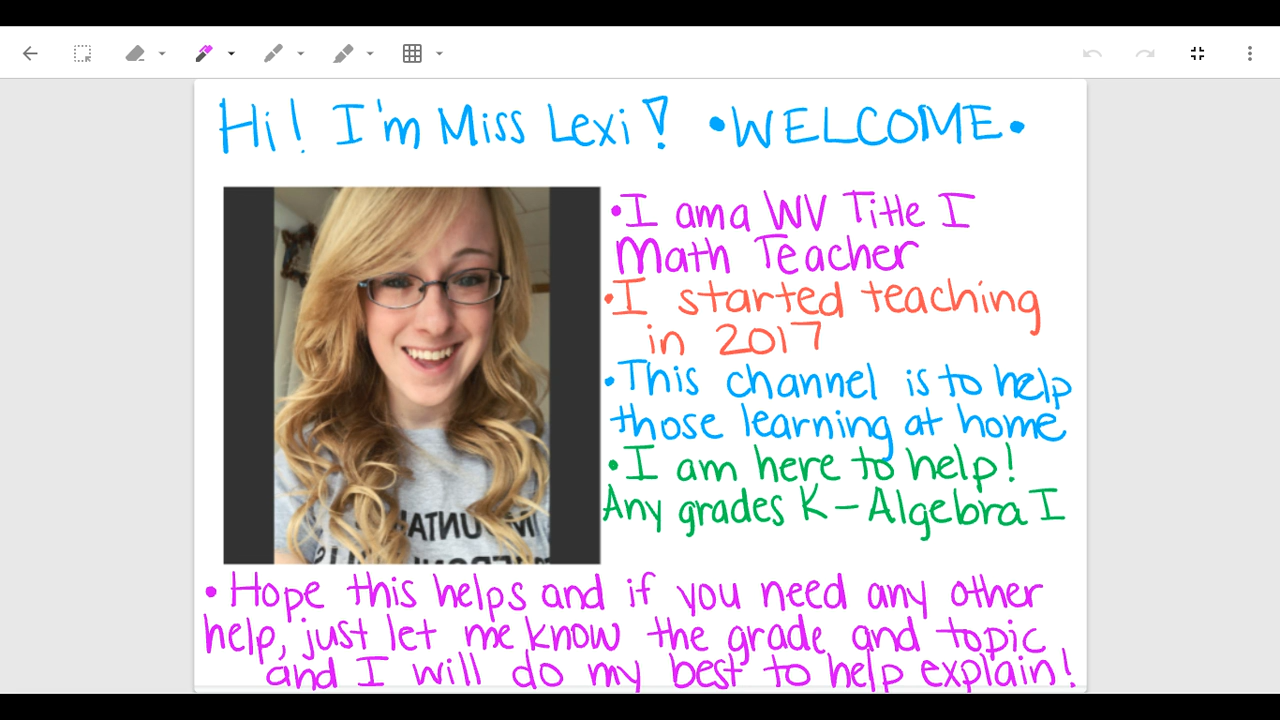 Hi! I'm Miss Lexi! •WELCOME•
•I am a WV Title I
Math Teacher
•I started teaching
in 2017
•This channel is to help
those learning at home
•I am here to help!
Any grades K-Algebra I
•Hope this helps and if you need any other
help, just let me know the grade and topic
and I will do my best to help explain!